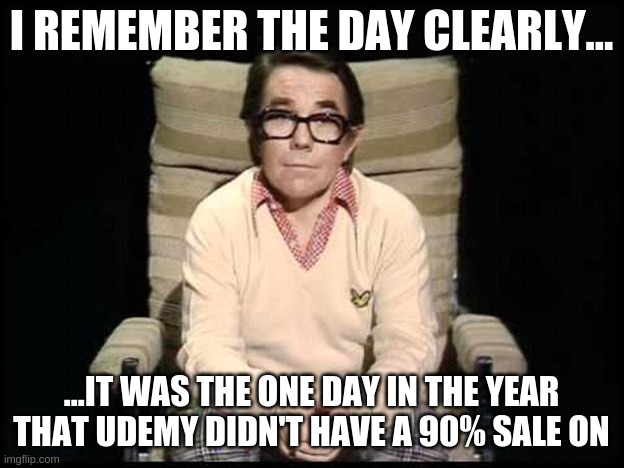 I REMEMBER THE DAY CLEARLY...
...IT WAS THE ONE DAY IN THE YEAR
THAT UDEMY DIDN'T HAVE A 90% SALE ON
imgflip.com